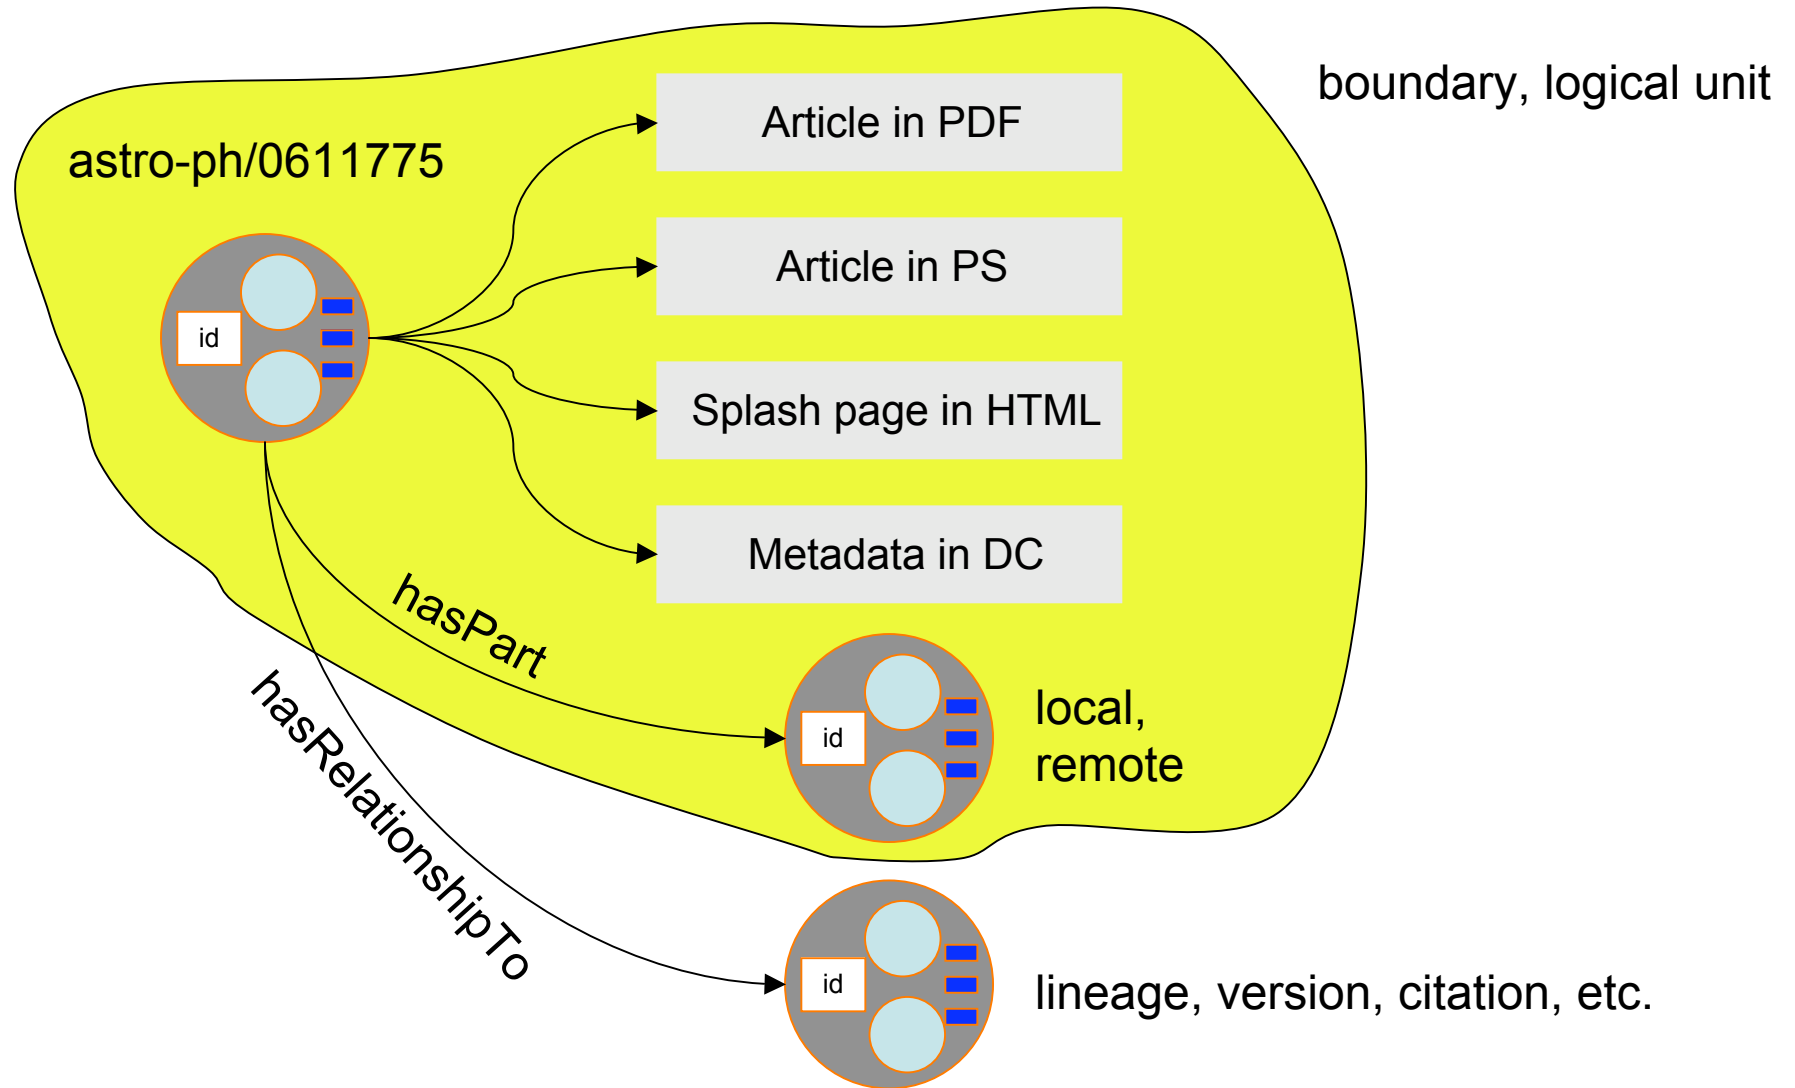 boundary, logical unit
astro-ph/0611775
Article in PDF
Article in PS
id
Splash page in HTML
Metadata in DC
hasPart
hasRelationshipTo
id
local,
remote
id
lineage, version, citation, etc.